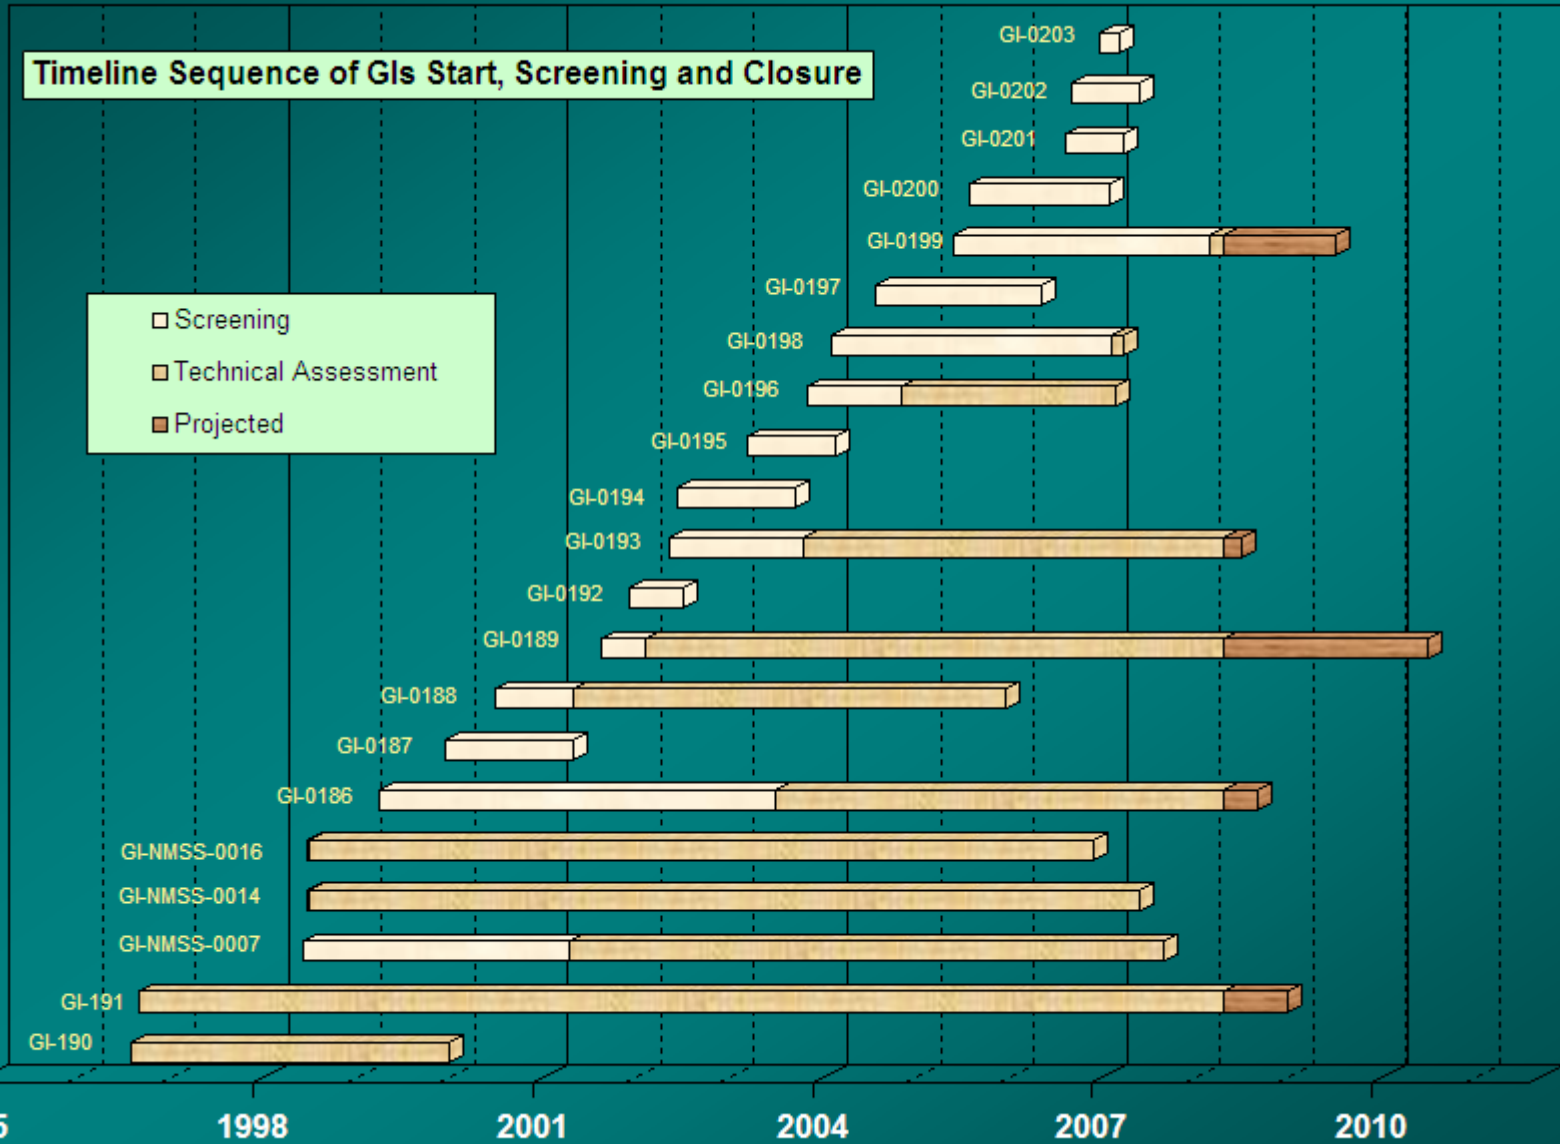 Timeline Sequence of GIs Start, Screening and Closure
GI-0203
GI-0202
GI-0201
GI-0200
GI-0199
GI-0197
GI-0198
GI-0196
GI-0195
GI-0194
GI-0193
GI-0192
GI-0189
GI-0188
GI-0187
GI-0186
GI-NMSS-0016
GI-NMSS-0014
GI-NMSS-0007
GI-191
GI-190
Screening
Technical Assessment
Projected
5 1998 2001 2004 2007 2010